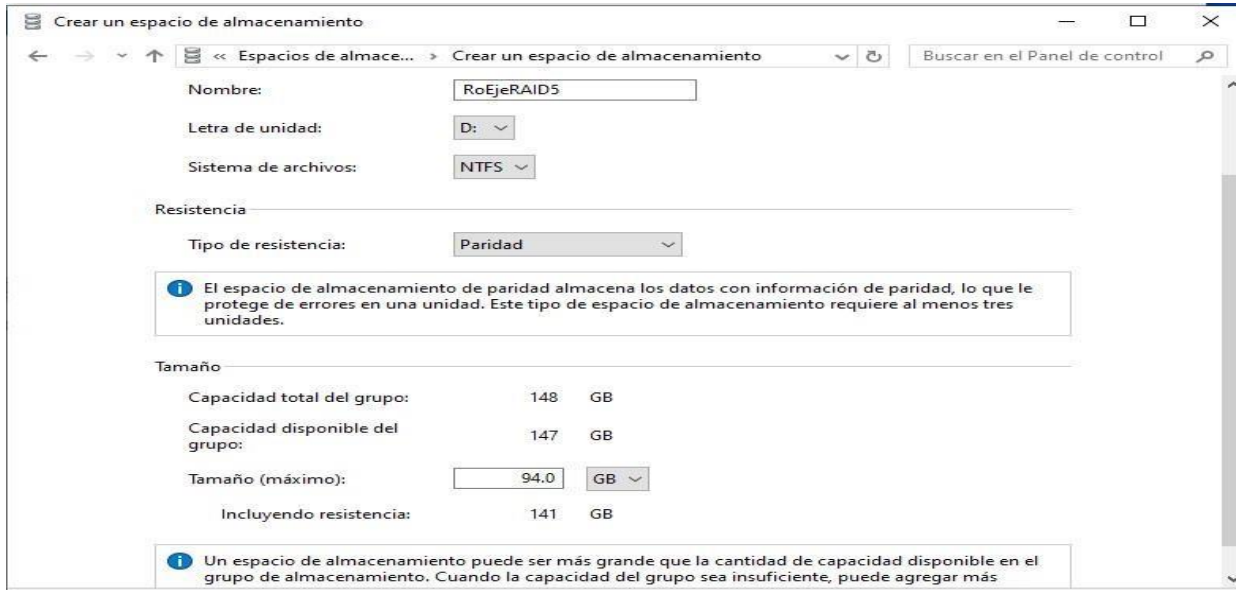 Crear un espacio de almacenamiento
« Espacios de almace... › Crear un espacio de almacenamiento
Buscar en el Panel de control
Nombre: RoEjeRAID5
Letra de unidad: D:
Sistema de archivos: NTFS
Resistencia
Tipo de resistencia: Paridad
El espacio de almacenamiento de paridad almacena los datos con información de paridad, lo que le
protege de errores en una unidad. Este tipo de espacio de almacenamiento requiere al menos tres
unidades.
Tamaño
Capacidad total del grupo: 148 GB
Capacidad disponible del
grupo: 147 GB
Tamaño (máximo): 94.0 GB
Incluyendo resistencia: 141 GB
Un espacio de almacenamiento puede ser más grande que la cantidad de capacidad disponible en el
grupo de almacenamiento. Cuando la capacidad del grupo sea insuficiente, puede agregar más